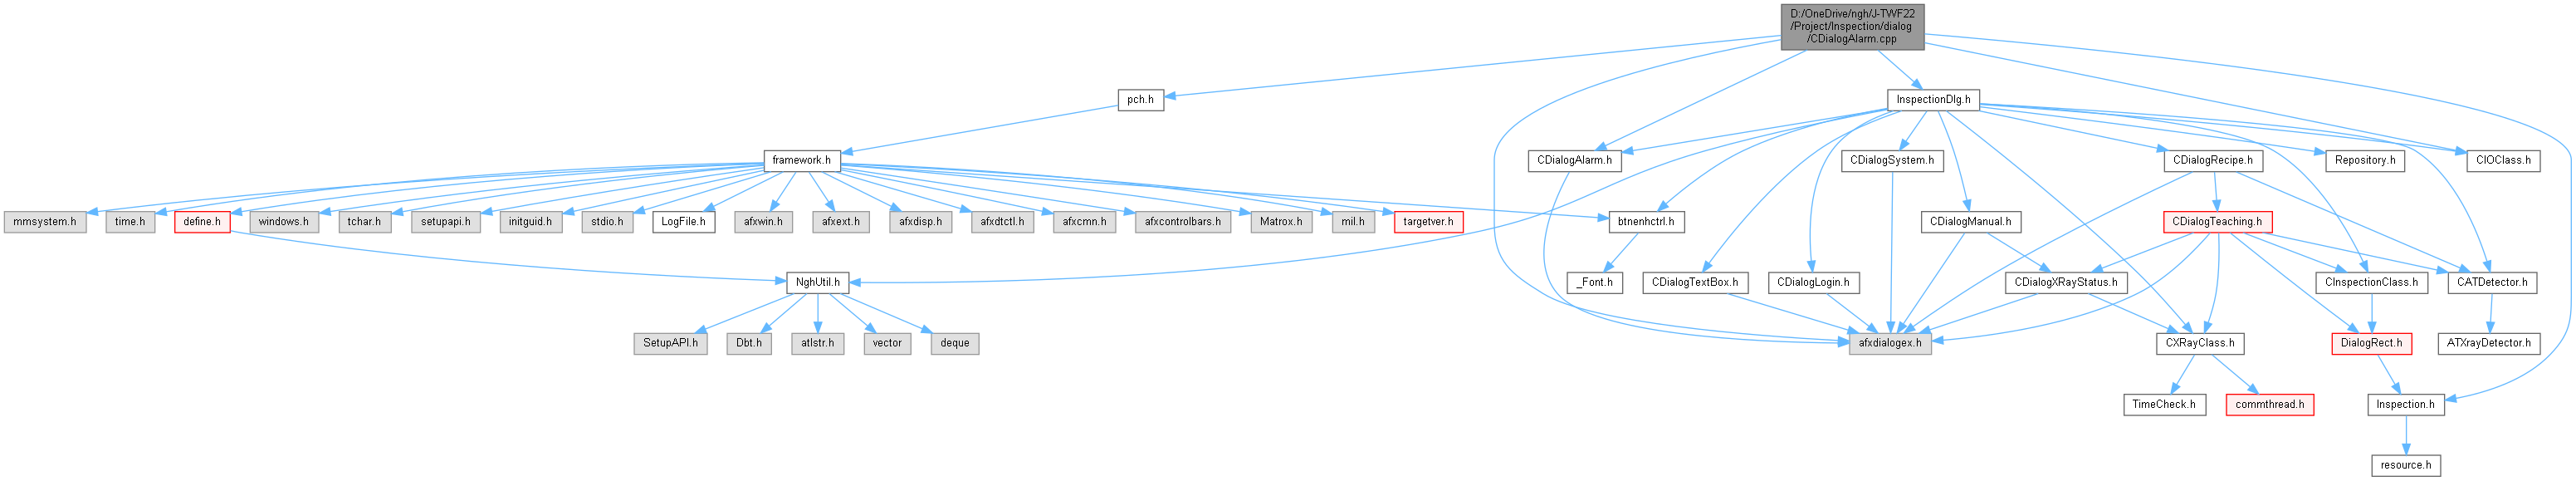 D:/OneDrive/ngh/J-TWF22
/Project/Inspection/dialog
/CDialogAlarm.cpp
pch.h
InspectionDlg.h
framework.h
CDialogAlarm.h
CDialogSystem.h
CDialogRecipe.h
Repository.h
CIOClass.h
mmsystem.h
time.h
define.h
windows.h
tchar.h
setupapi.h
initguid.h
stdio.h
LogFile.h
afxwin.h
afxext.h
afxdisp.h
afxdtctl.h
afxcmn.h
afxcontrolbars.h
Matrox.h
mil.h
targetver.h
btnenhctrl.h
CDialogManual.h
CDialogTeaching.h
NghUtil.h
_Font.h
CDialogTextBox.h
CDialogLogin.h
CDialogXRayStatus.h
CInspectionClass.h
CATDetector.h
SetupAPI.h
Dbt.h
atlstr.h
vector
deque
afxdialogex.h
CXRayClass.h
DialogRect.h
ATXrayDetector.h
TimeCheck.h
commthread.h
Inspection.h
resource.h